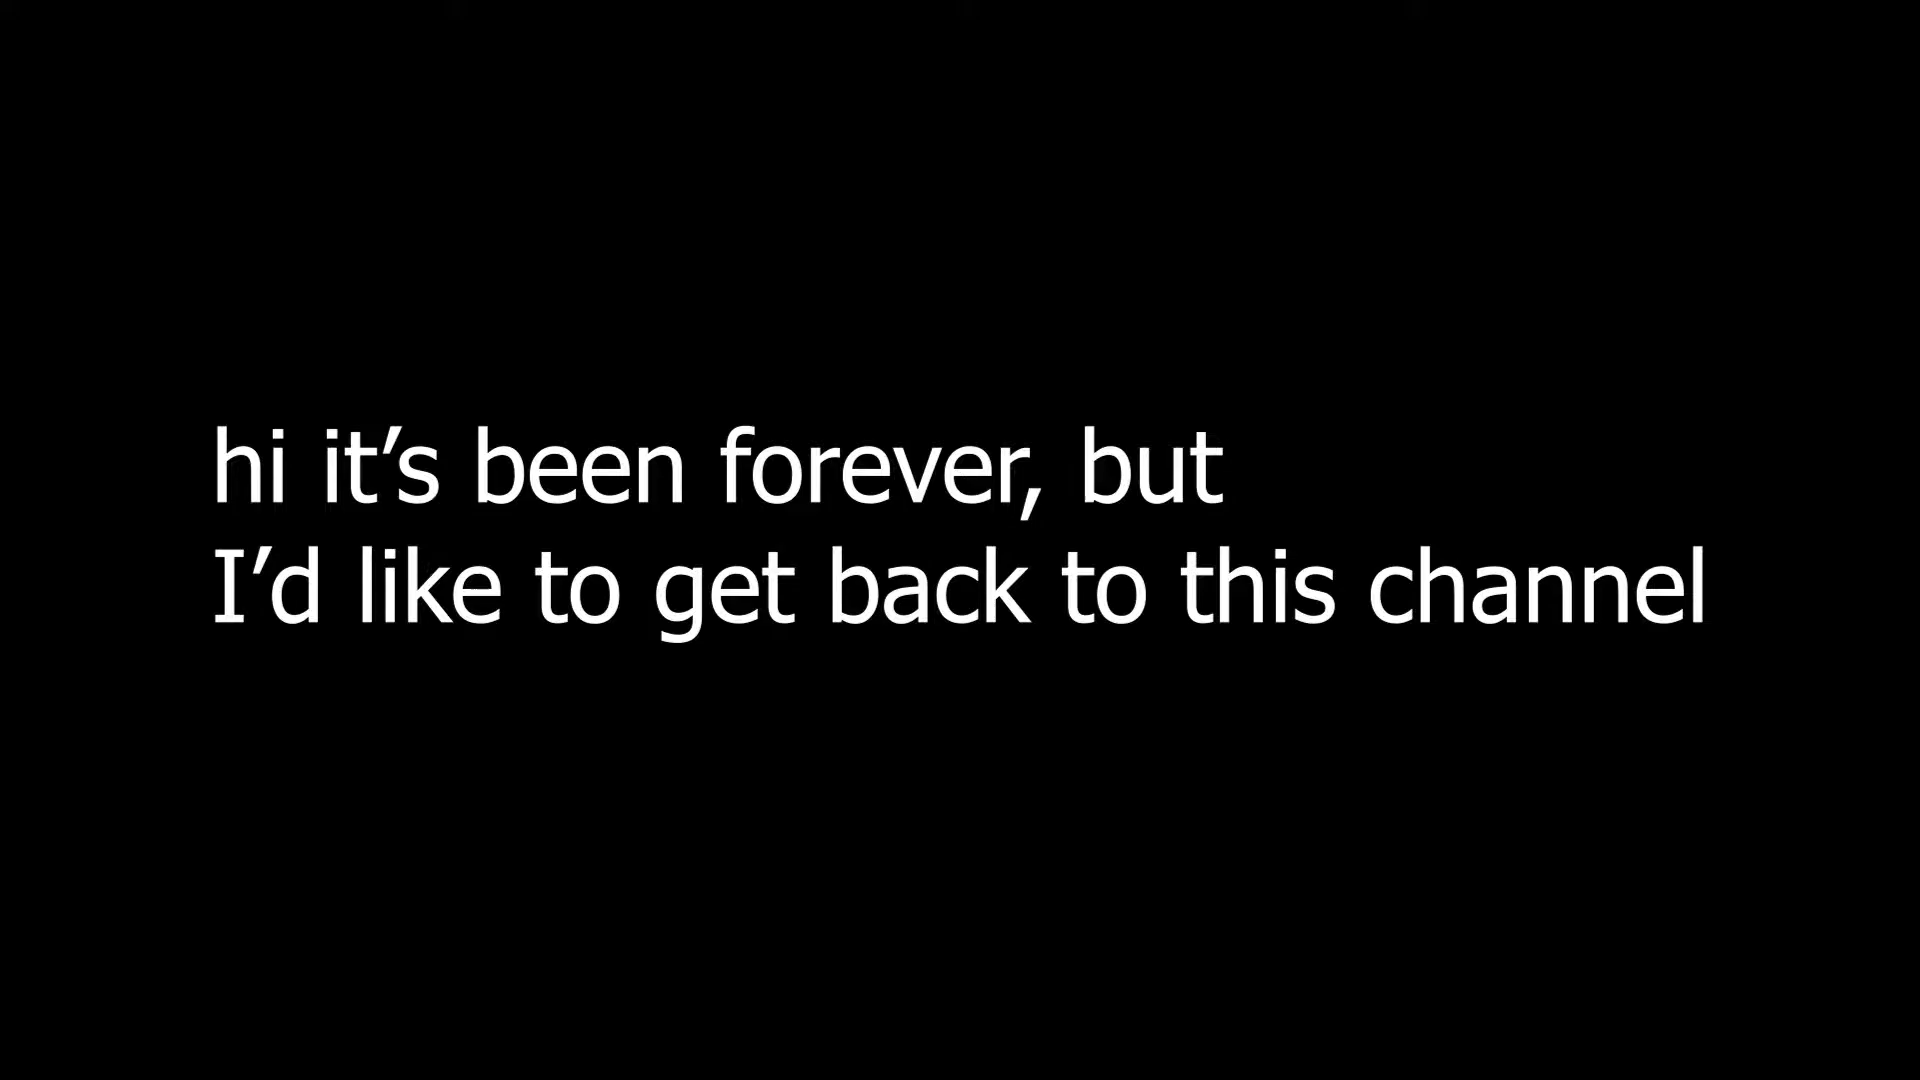 hi it’s been forever, but
I’d like to get back to this channel